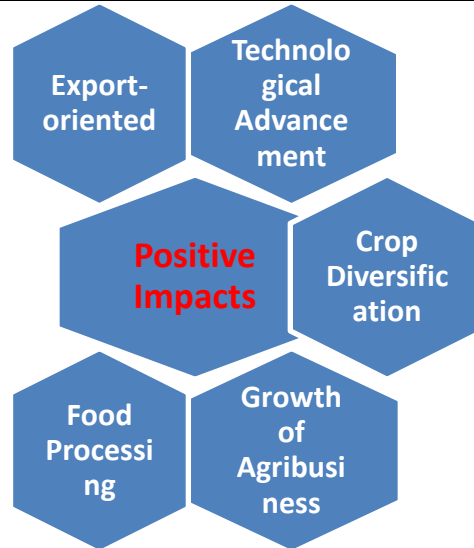 Export-
oriented
Technolo
gical
Advance
ment
Positive
Impacts
Crop
Diversific
ation
Food
Processi
ng
Growth
of
Agribusi
ness